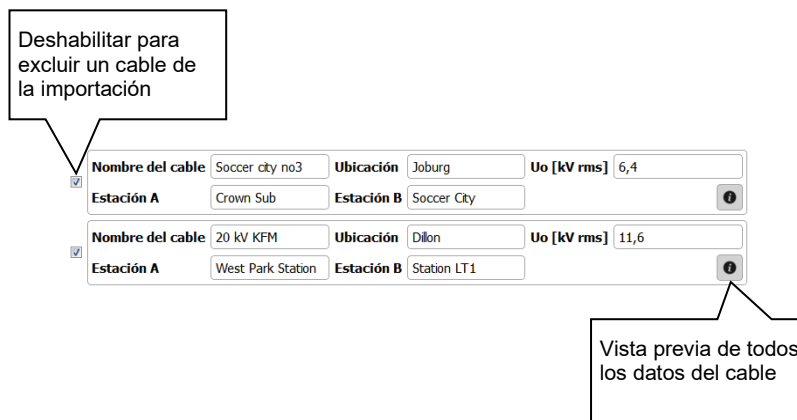 Deshabilitar para
excluir un cable de
la importación
Nombre del cable Soccer city no3 Ubicación Joburg Uo [kV rms] 6,4
Estación A Crown Sub Estación B Soccer City
Nombre del cable 20 kV KFM Ubicación Dillon Uo [kV rms] 11,6
Estación A West Park Station Estación B Station LT1
Vista previa de todos
los datos del cable